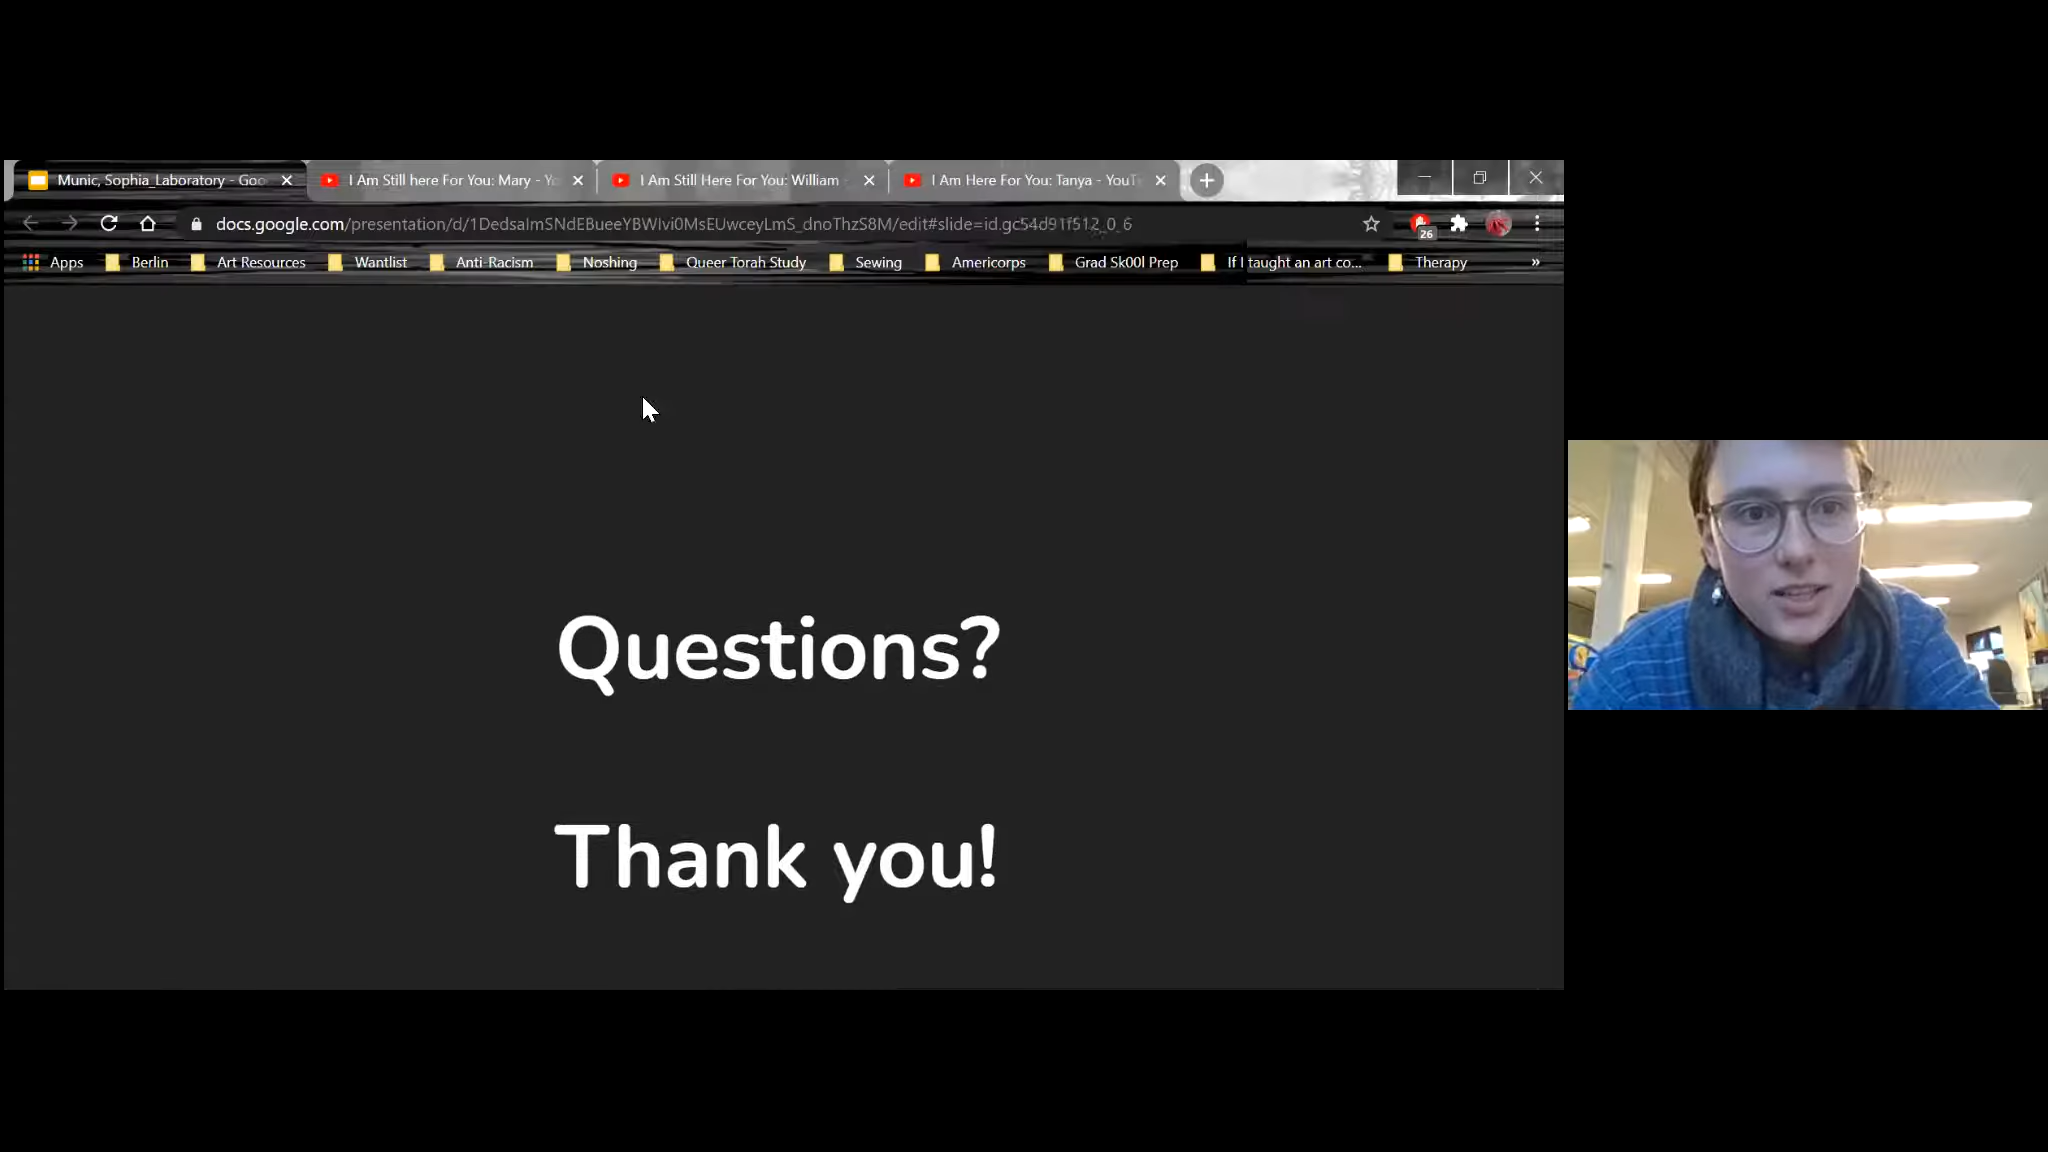 Munic, Sophia_Laboratory - Goo
I Am Still here For You: Mary - Yo
I Am Still Here For You: William -
I Am Here For You: Tanya - YouT
docs.google.com/presentation/d/1DedsaImSNdEBueeYBWIvi0MsEUwceyLmS_dnoThzS8M/edit#slide=id.gc54d91f512_0_6
26
Apps Berlin Art Resources Wantlist Anti-Racism Noshing Queer Torah Study Sewing Americorps Grad Sk00l Prep If I taught an art co... Therapy »
Questions?
Thank you!